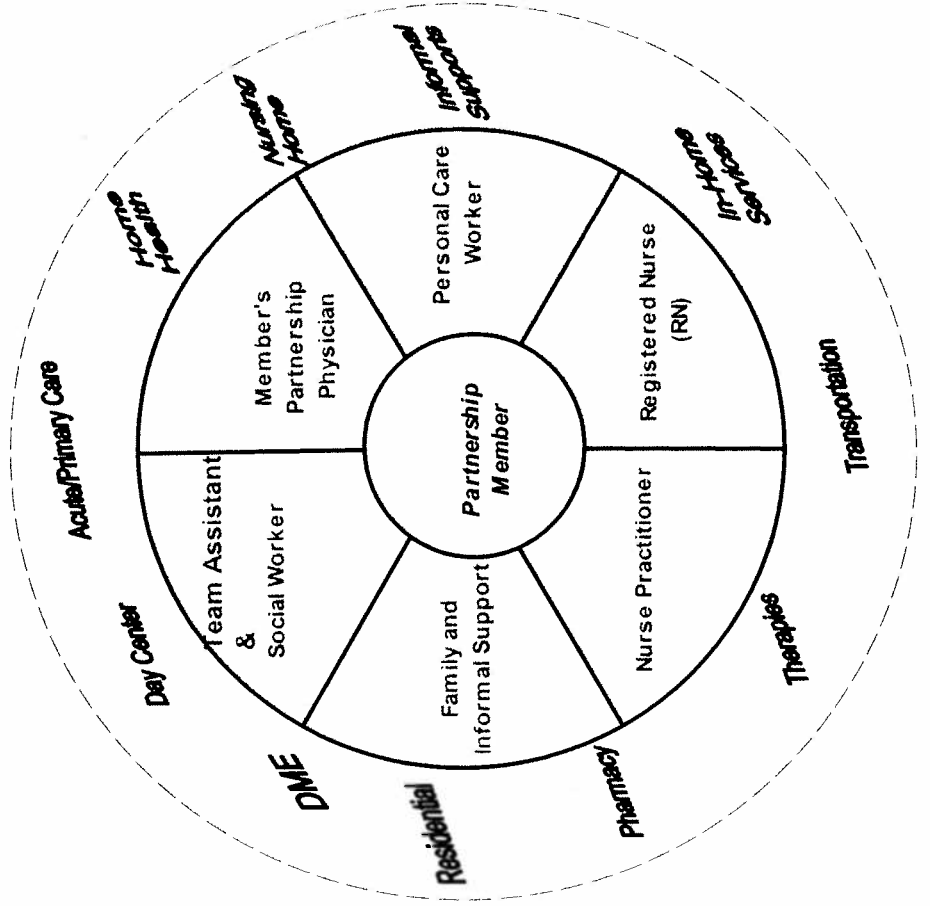 Residential
DME
Day Center
Acute/Primary Care
Home
Health
Nursing
Home
Informal
Supports
In-Home
Services
Transportation
Therapies
Pharmacy
Family and
Informal Support
Team Assistant
&
Social Worker
Member's
Partnership
Physician
Personal Care
Worker
Registered Nurse
(RN)
Nurse Practitioner
Partnership
Member